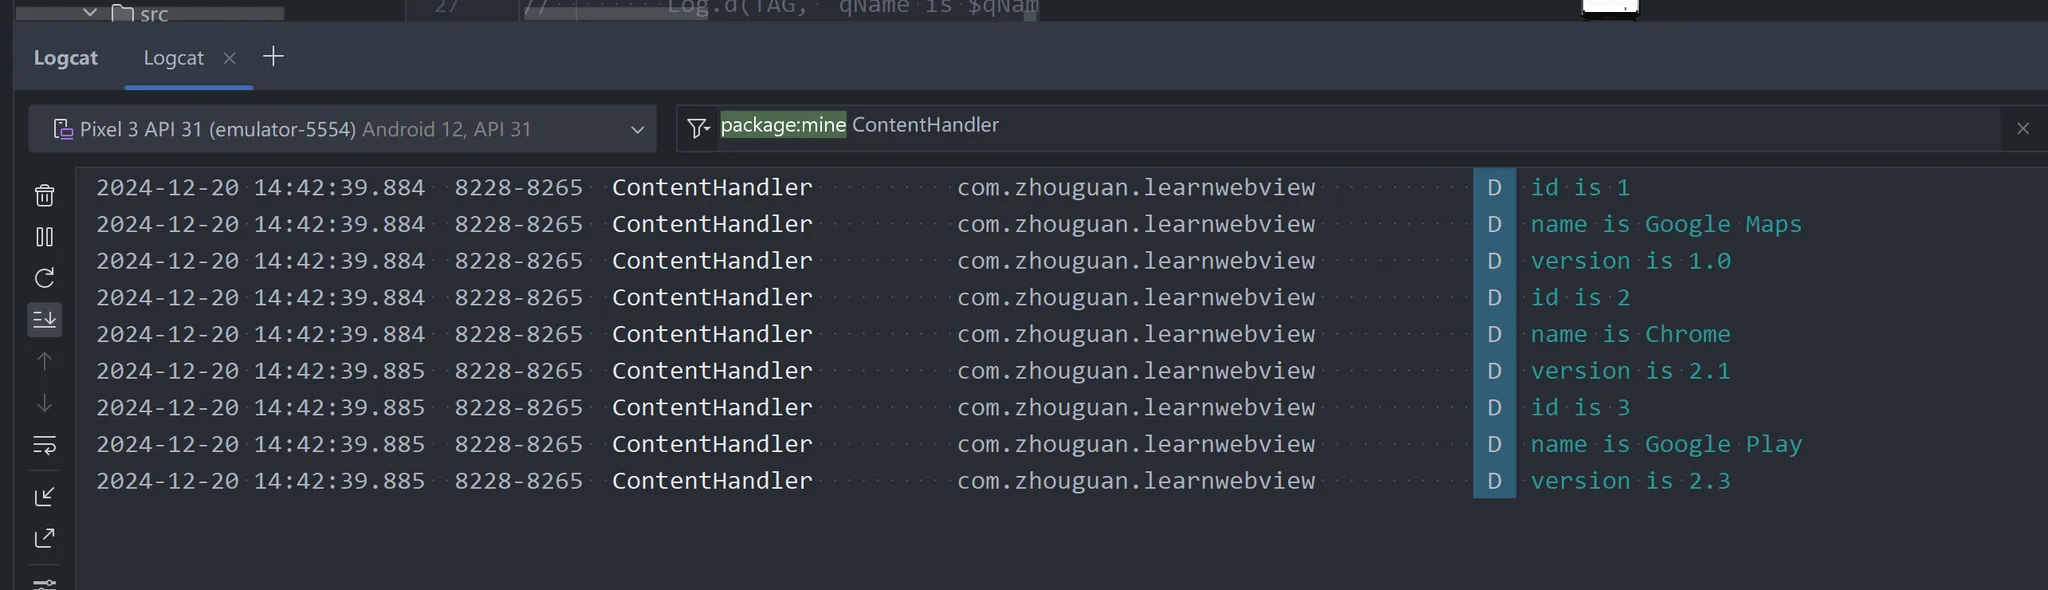 src
27 // Log.d(TAG, qName is $qNam
Logcat Logcat
Pixel 3 API 31 (emulator-5554) Android 12, API 31 package:mine ContentHandler
2024-12-20 14:42:39.884 8228-8265 ContentHandler com.zhouguan.learnwebview D id is 1
2024-12-20 14:42:39.884 8228-8265 ContentHandler com.zhouguan.learnwebview D name is Google Maps
2024-12-20 14:42:39.884 8228-8265 ContentHandler com.zhouguan.learnwebview D version is 1.0
2024-12-20 14:42:39.884 8228-8265 ContentHandler com.zhouguan.learnwebview D id is 2
2024-12-20 14:42:39.884 8228-8265 ContentHandler com.zhouguan.learnwebview D name is Chrome
2024-12-20 14:42:39.885 8228-8265 ContentHandler com.zhouguan.learnwebview D version is 2.1
2024-12-20 14:42:39.885 8228-8265 ContentHandler com.zhouguan.learnwebview D id is 3
2024-12-20 14:42:39.885 8228-8265 ContentHandler com.zhouguan.learnwebview D name is Google Play
2024-12-20 14:42:39.885 8228-8265 ContentHandler com.zhouguan.learnwebview D version is 2.3